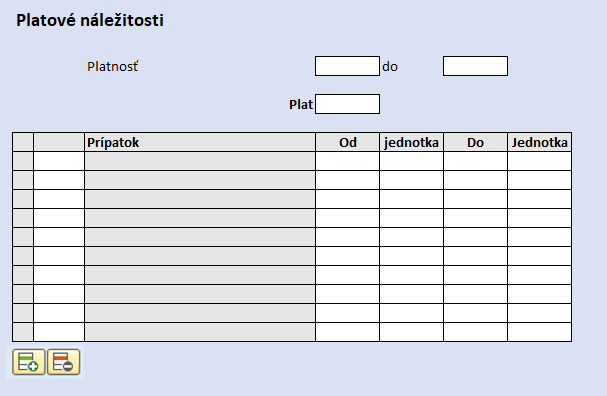 Platové náležitosti
Platnosť do
Plat
Prípatok Od jednotka Do Jednotka